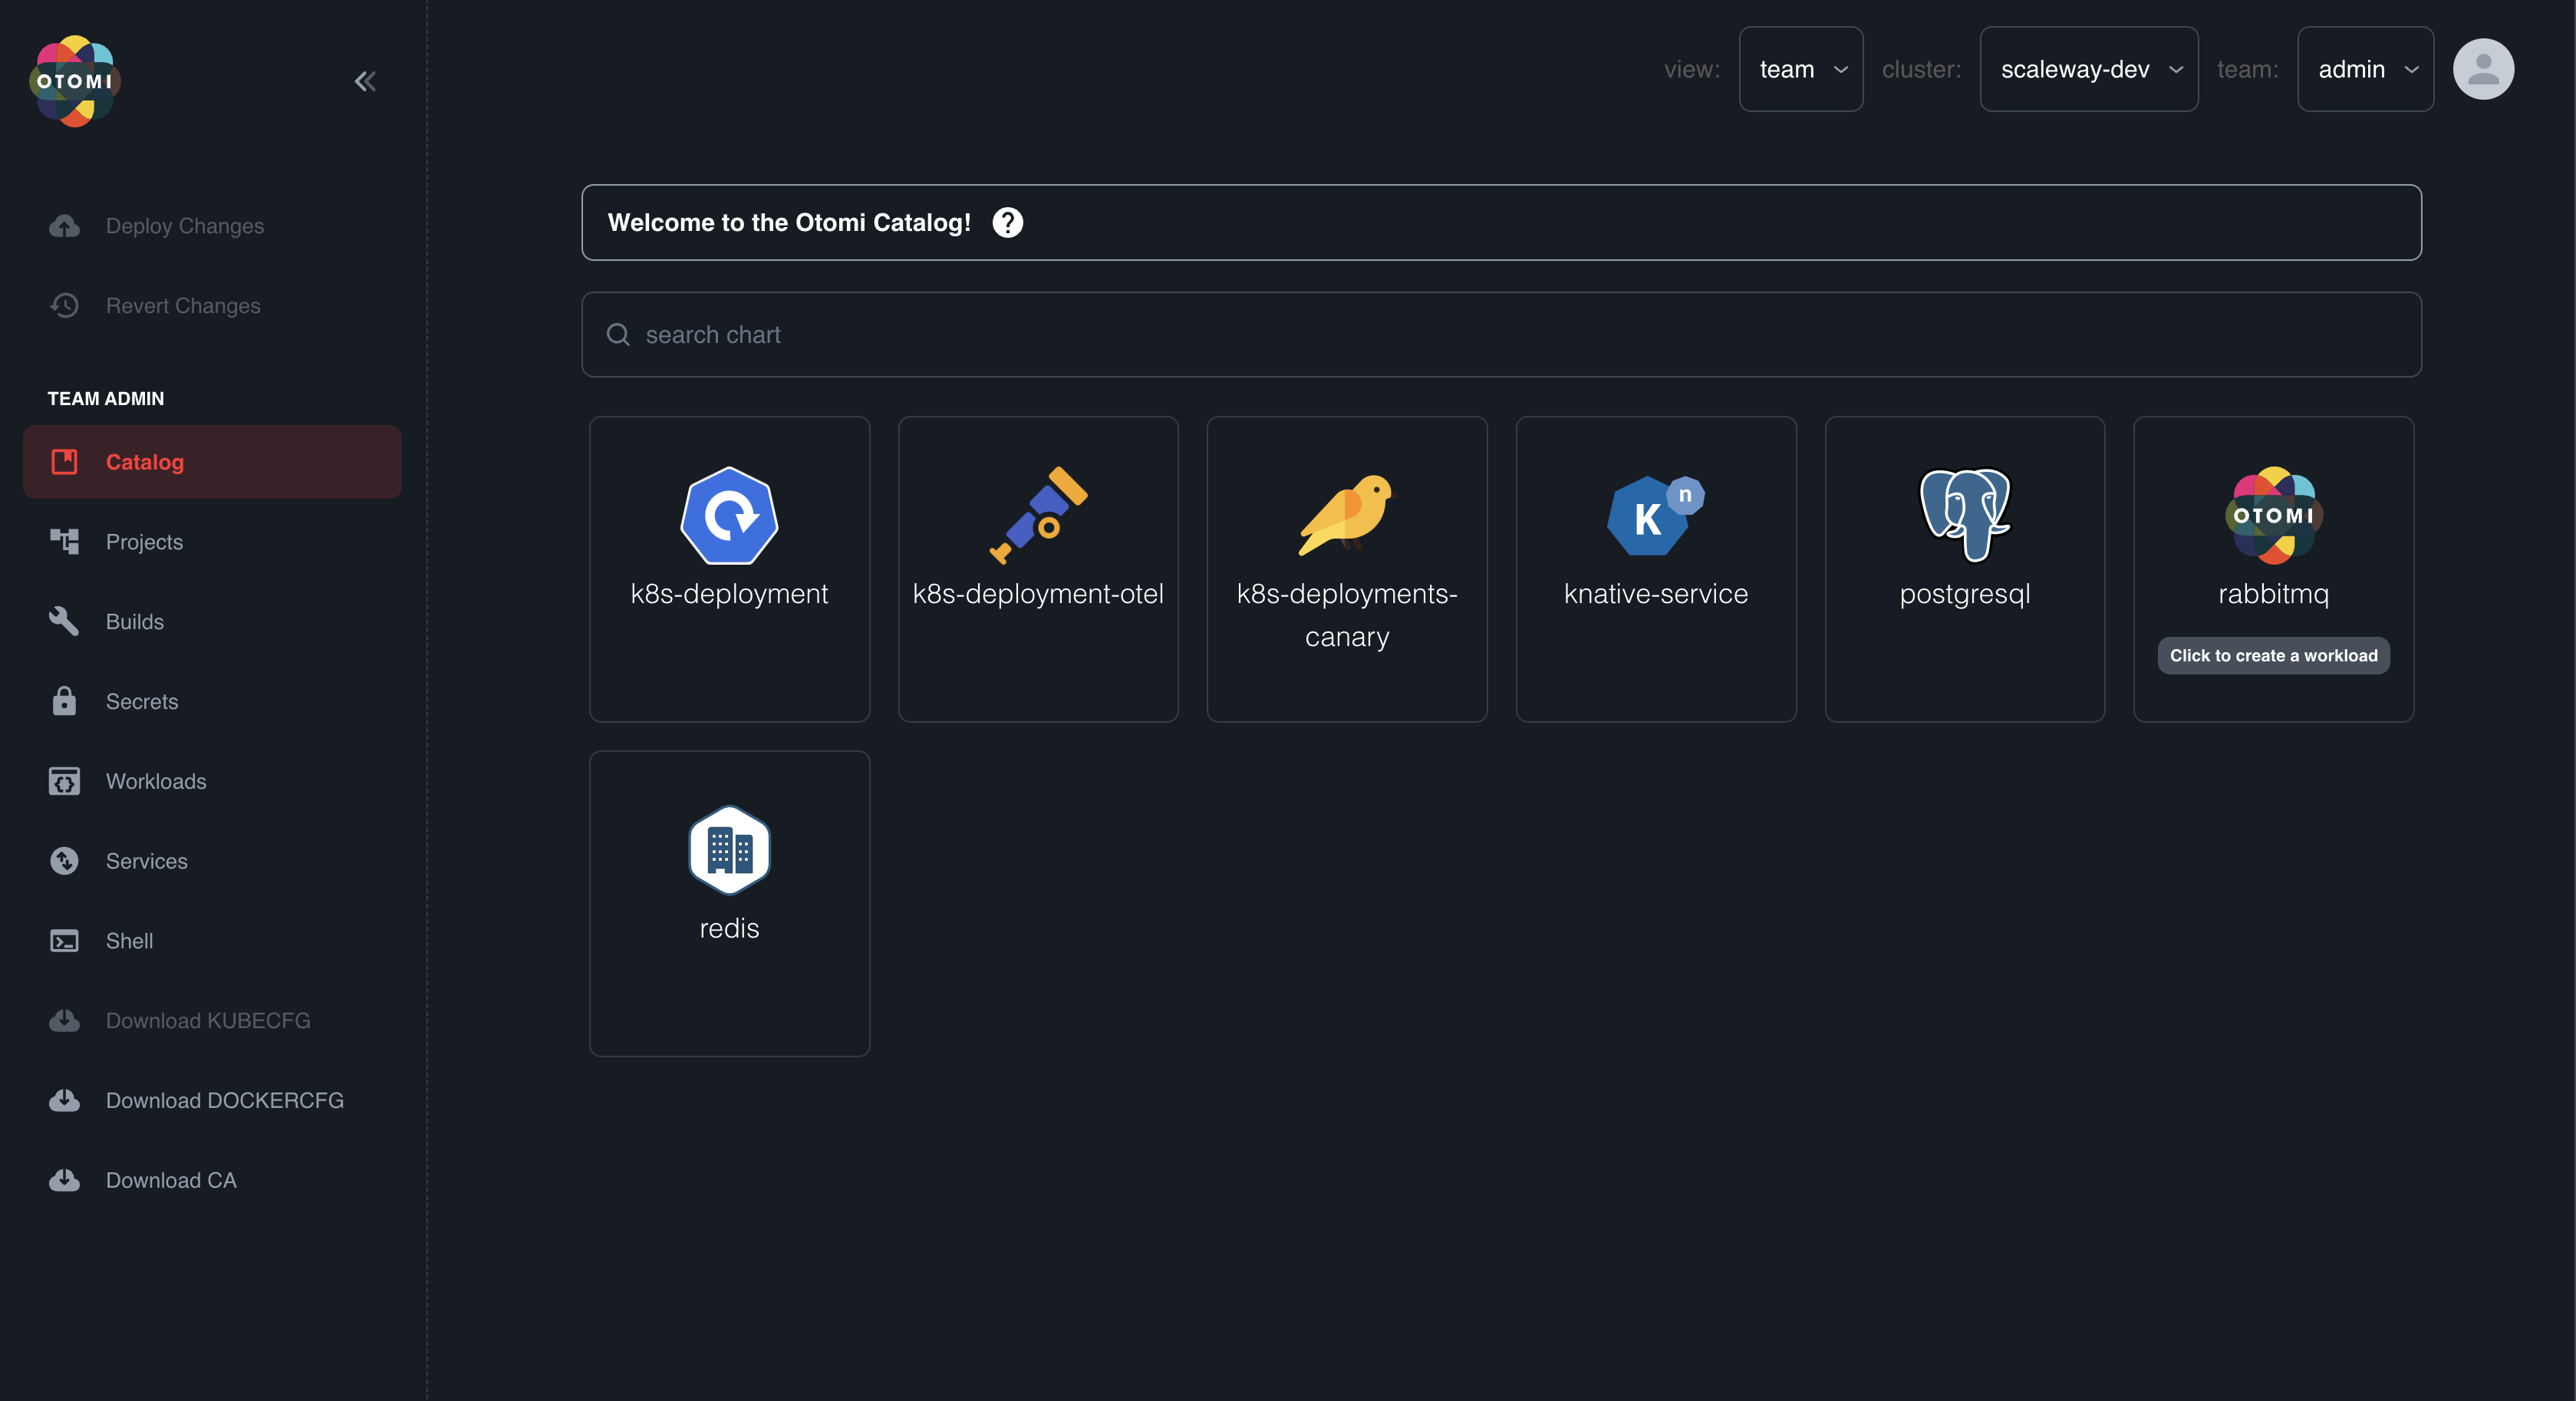 OTOMI
view:
team
cluster:
scaleway-dev
team:
admin
Deploy Changes
Revert Changes
TEAM ADMIN
Catalog
Projects
Builds
Secrets
Workloads
Services
Shell
Download KUBECFG
Download DOCKERCFG
Download CA
Welcome to the Otomi Catalog!
?
search chart
k8s-deployment
k8s-deployment-otel
k8s-deployments-
canary
K n
knative-service
postgresql
OTOMI
rabbitmq
Click to create a workload
redis